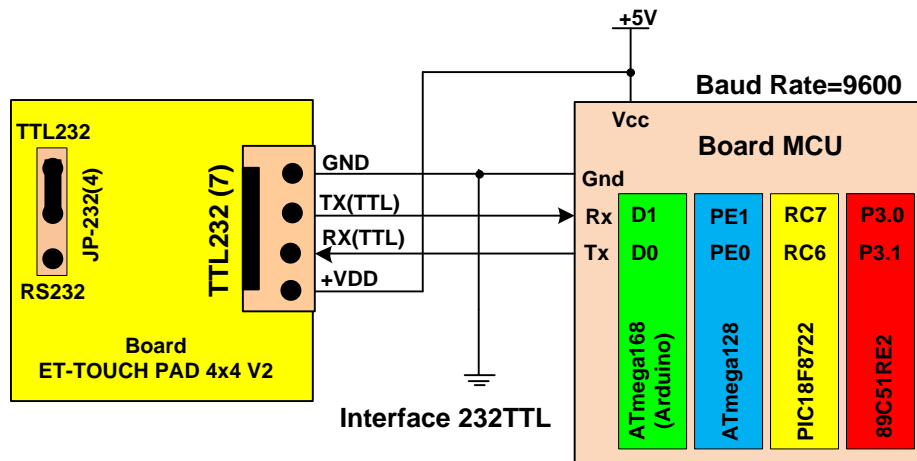 +5V
Baud Rate=9600
Vcc
Board MCU
TTL232
JP-232(4)
RS232
TTL232 (7)
GND
TX(TTL)
RX(TTL)
+VDD
Board
ET-TOUCH PAD 4x4 V2
Interface 232TTL
Gnd
Rx D1 PE1 RC7 P3.0
Tx D0 PE0 RC6 P3.1
ATmega168
(Arduino)
ATmega128
PIC18F8722
89C51RE2